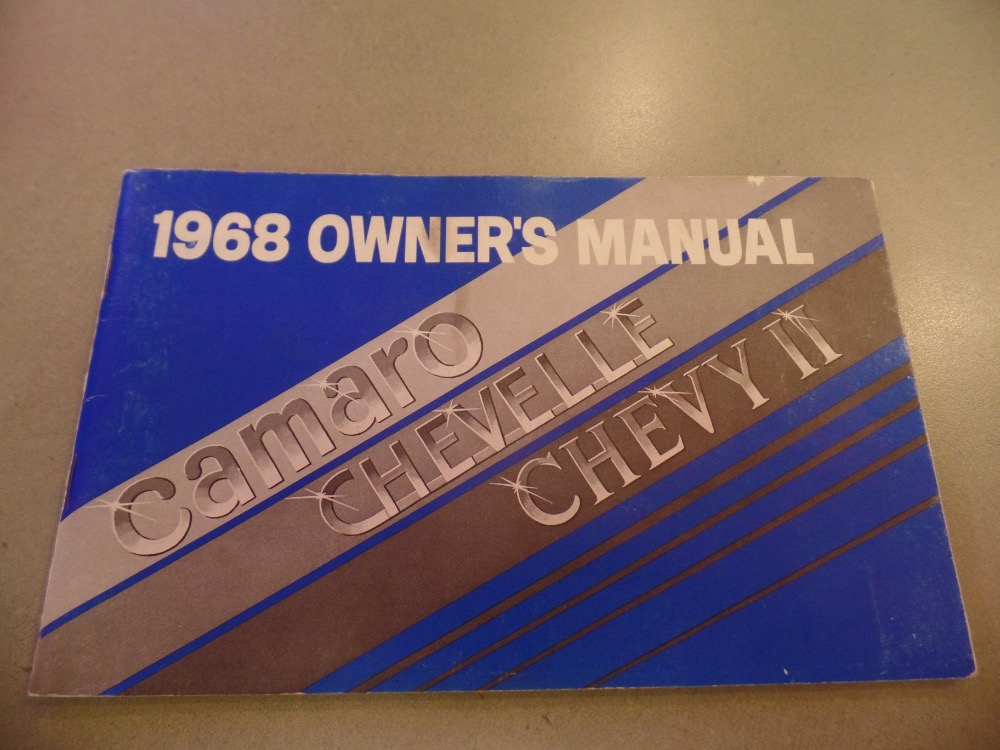 1968 OWNER'S MANUAL
camaro
CHEVELLE
CHEVY II